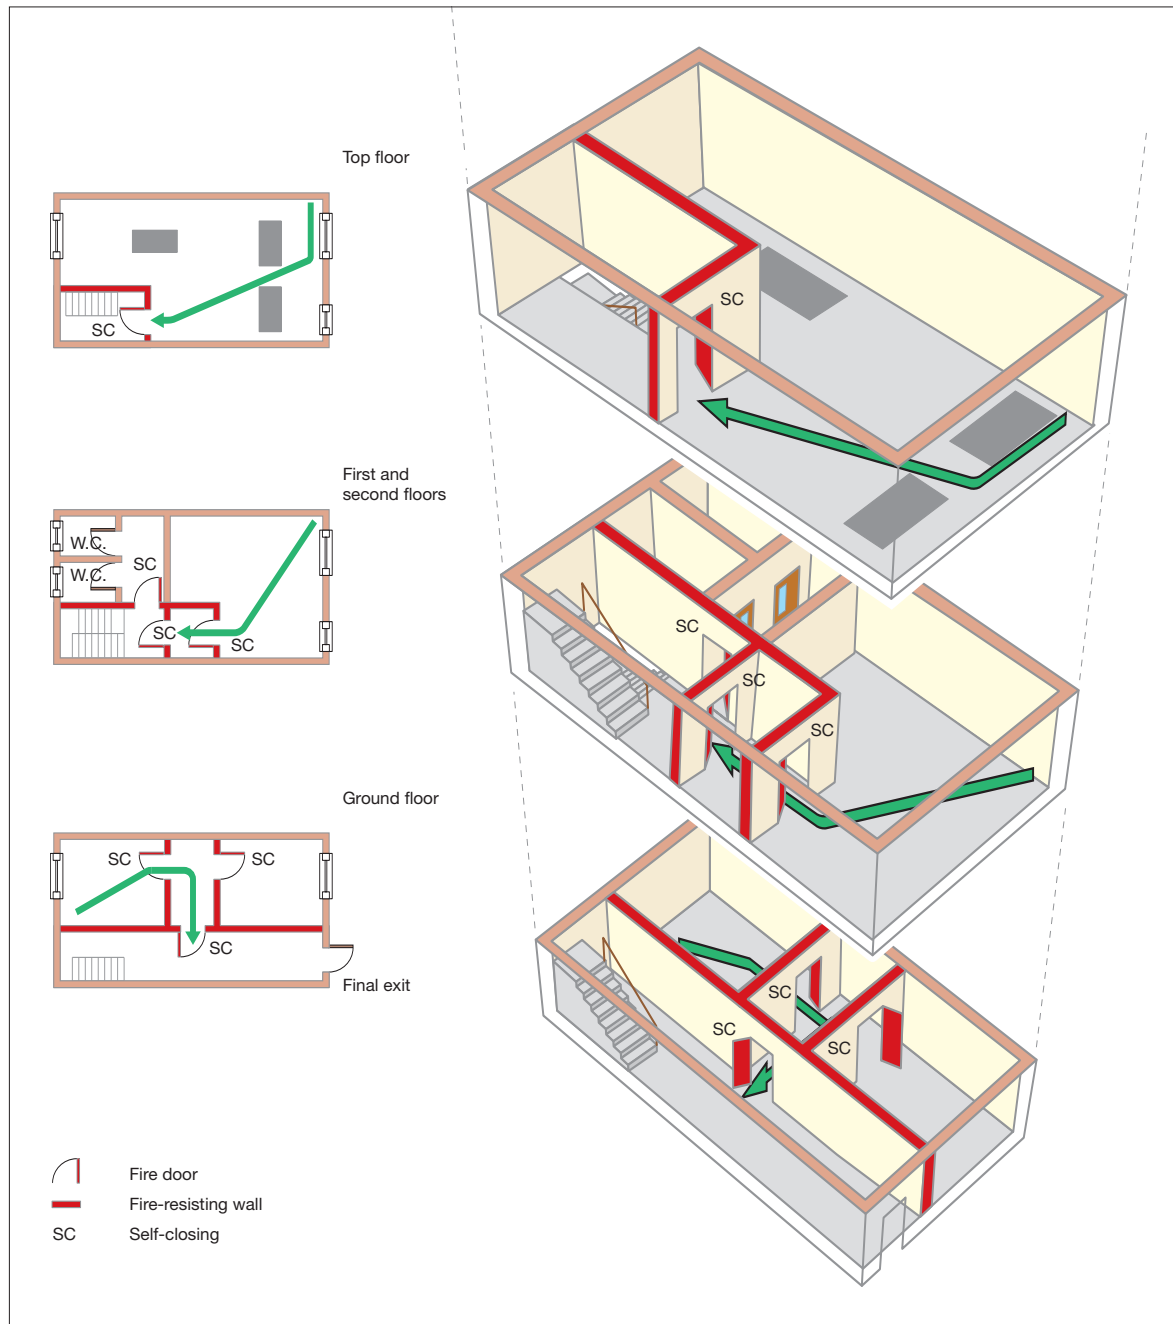 Top floor
SC
SC
First and
second floors
W.C.
W.C.
SC
SC
SC
SC
SC
SC
Ground floor
SC
SC
SC
Final exit
SC
SC
SC
Fire door
Fire-resisting wall
SC
Self-closing